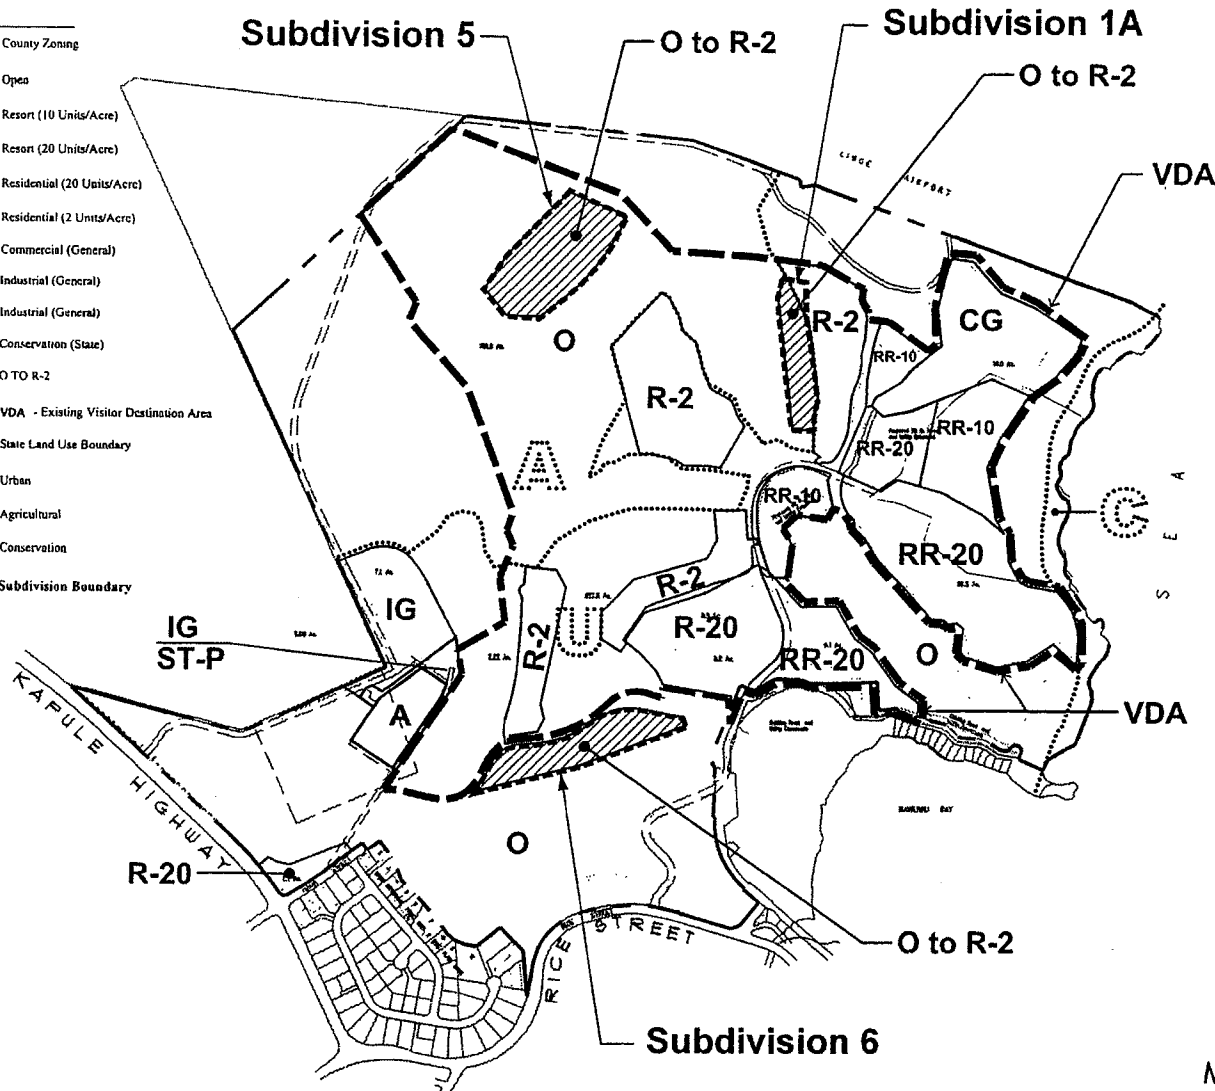 County Zoning
Open
Resort (10 Units/Acre)
Resort (20 Units/Acre)
Residential (20 Units/Acre)
Residential (2 Units/Acre)
Commercial (General)
Industrial (General)
Industrial (General)
Conservation (State)
O TO R-2
VDA - Existing Visitor Destination Area
State Land Use Boundary
Urban
Agricultural
Conservation
Subdivision Boundary
Subdivision 5
O to R-2
Subdivision 1A
O to R-2
VDA
LIHUE AIRPORT
O
R-2
R-2
CG
RR-10
RR-10
RR-20
A
RR-10
C
SEA
RR-20
IG
R-2
U
R-2
R-20
RR-20
O
IG
ST-P
A
VDA
KAPULE HIGHWAY
O
R-20
RICE STREET
O to R-2
Subdivision 6